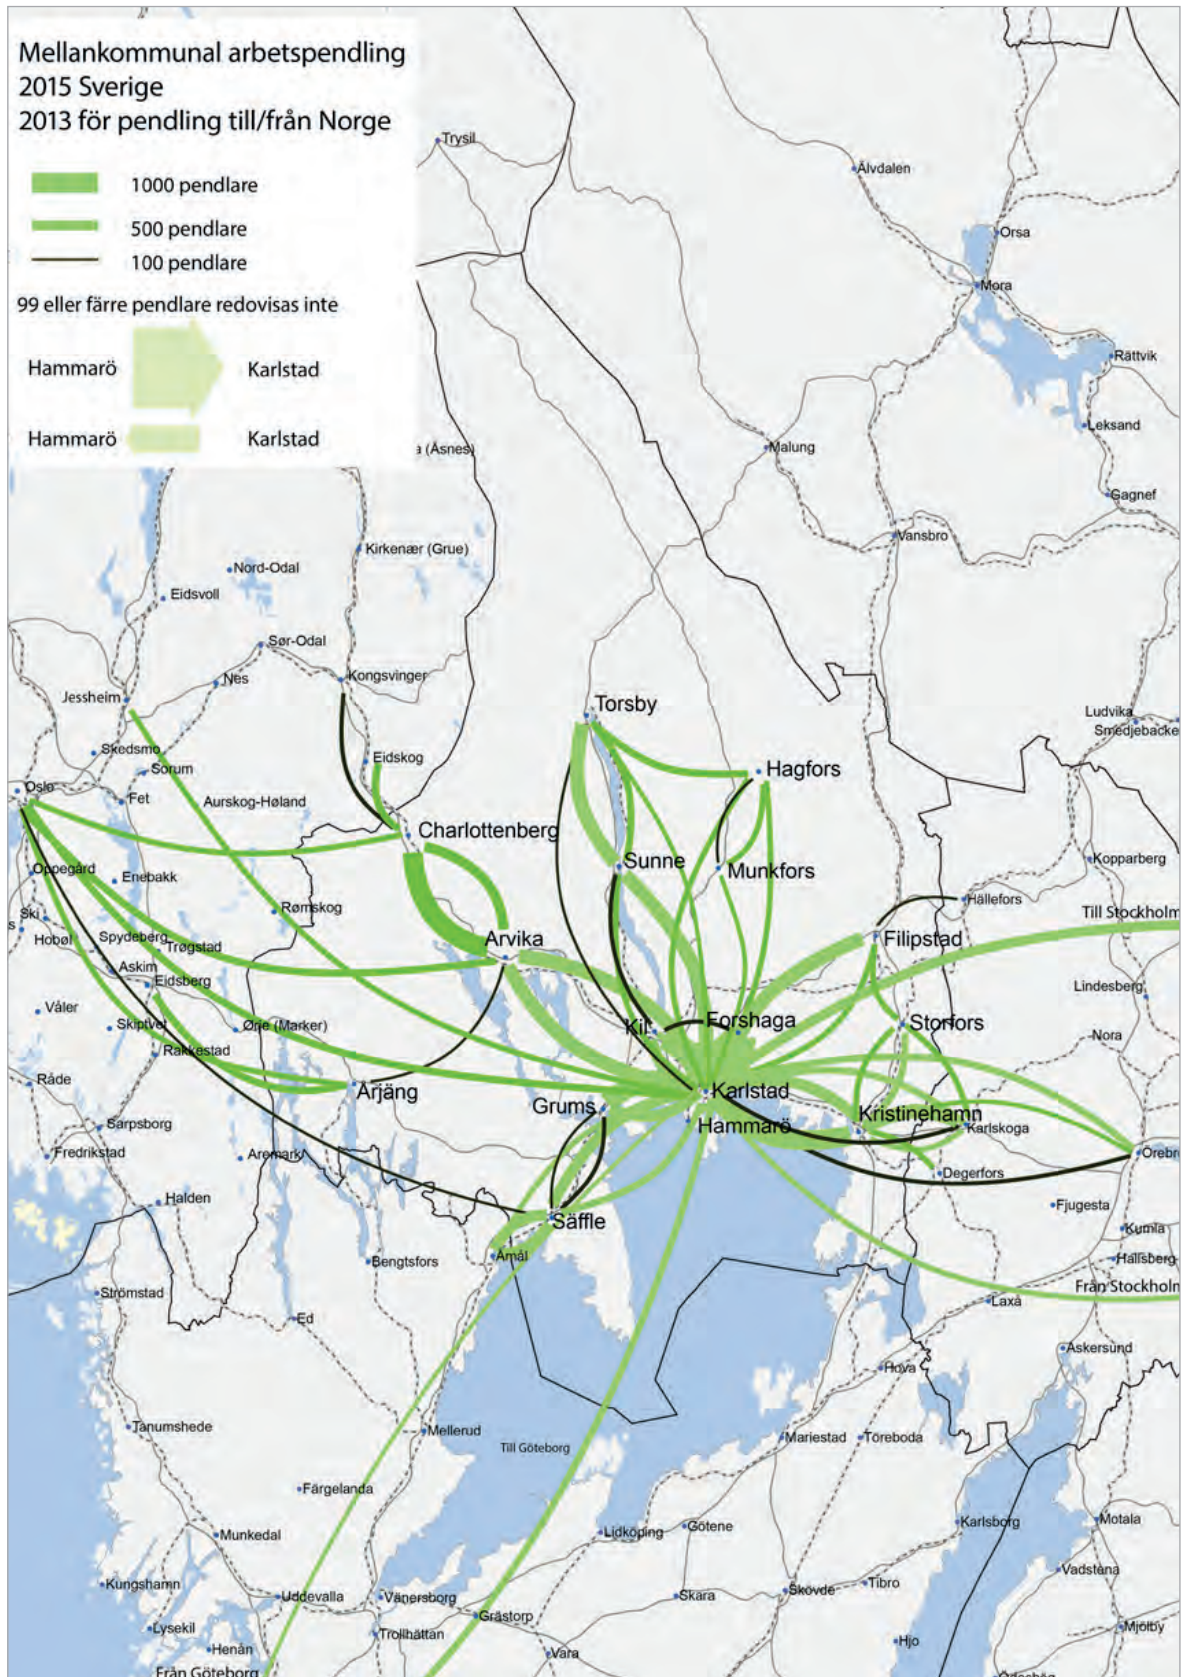 Mellankommunal arbetspendling
2015 Sverige
2013 för pendling till/från Norge
1000 pendlare
500 pendlare
100 pendlare
99 eller färre pendlare redovisas inte
Hammarö Karlstad
Hammarö Karlstad
Trysil
Älvdalen
Orsa
Mora
Rättvik
Leksand
Malung
(Åsnes)
Gagnef
Vansbro
Kirkenær (Grue)
Nord-Odal
Eidsvoll
Sør-Odal
Kongsvinger
Nes
Jessheim
Torsby
Ludvika
Smedjebacke
Skedsmo
Eidskog
Sorum
Hagfors
Oslo
Fet
Aurskog-Høland
Charlottenberg
Sunne
Munkfors
Kopparberg
Oppegård
Enebakk
Hällefors
Ski
Rømskog
Till Stockholm
Hobøl
Spydeberg
Trøgstad
Arvika
Filipstad
Askim
Eidsberg
Lindesberg
Våler
Skiptvet
Ørje (Marker)
Kil
Forshaga
Storfors
Nora
Rakkestad
Råde
Årjäng
Karlstad
Grums
Kristinehamn
Sarpsborg
Hammarö
Karlskoga
Fredrikstad
Aremark
Örebro
Degerfors
Halden
Säffle
Fjugesta
Kumla
Åmål
Bengtsfors
Hallsberg
Från Stockholm
Strömstad
Laxå
Ed
Askersund
Hova
Tanumshede
Mellerud
Till Göteborg
Mariestad
Töreboda
Färgelanda
Munkedal
Lidköping
Götene
Karlsborg
Motala
Kungshamn
Uddevalla
Vänersborg
Skara
Skövde
Tibro
Vadstena
Grästorp
Lysekil
Trollhättan
Mjölby
Henån
Vara
Hjo
Från Göteborg